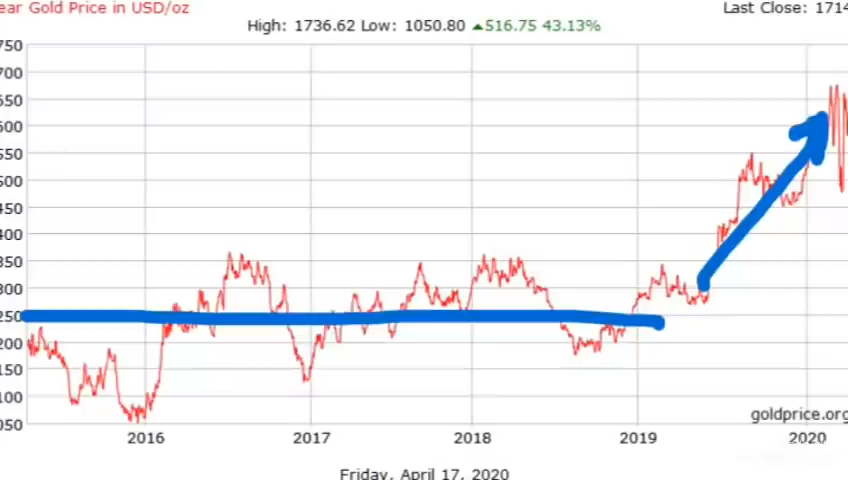 ear Gold Price in USD/oz
Last Close: 1714
High: 1736.62 Low: 1050.80 ▲516.75 43.13%
750
700
650
600
550
500
450
400
350
300
250
200
150
100
050
goldprice.org
2016 2017 2018 2019 2020
Friday, April 17, 2020